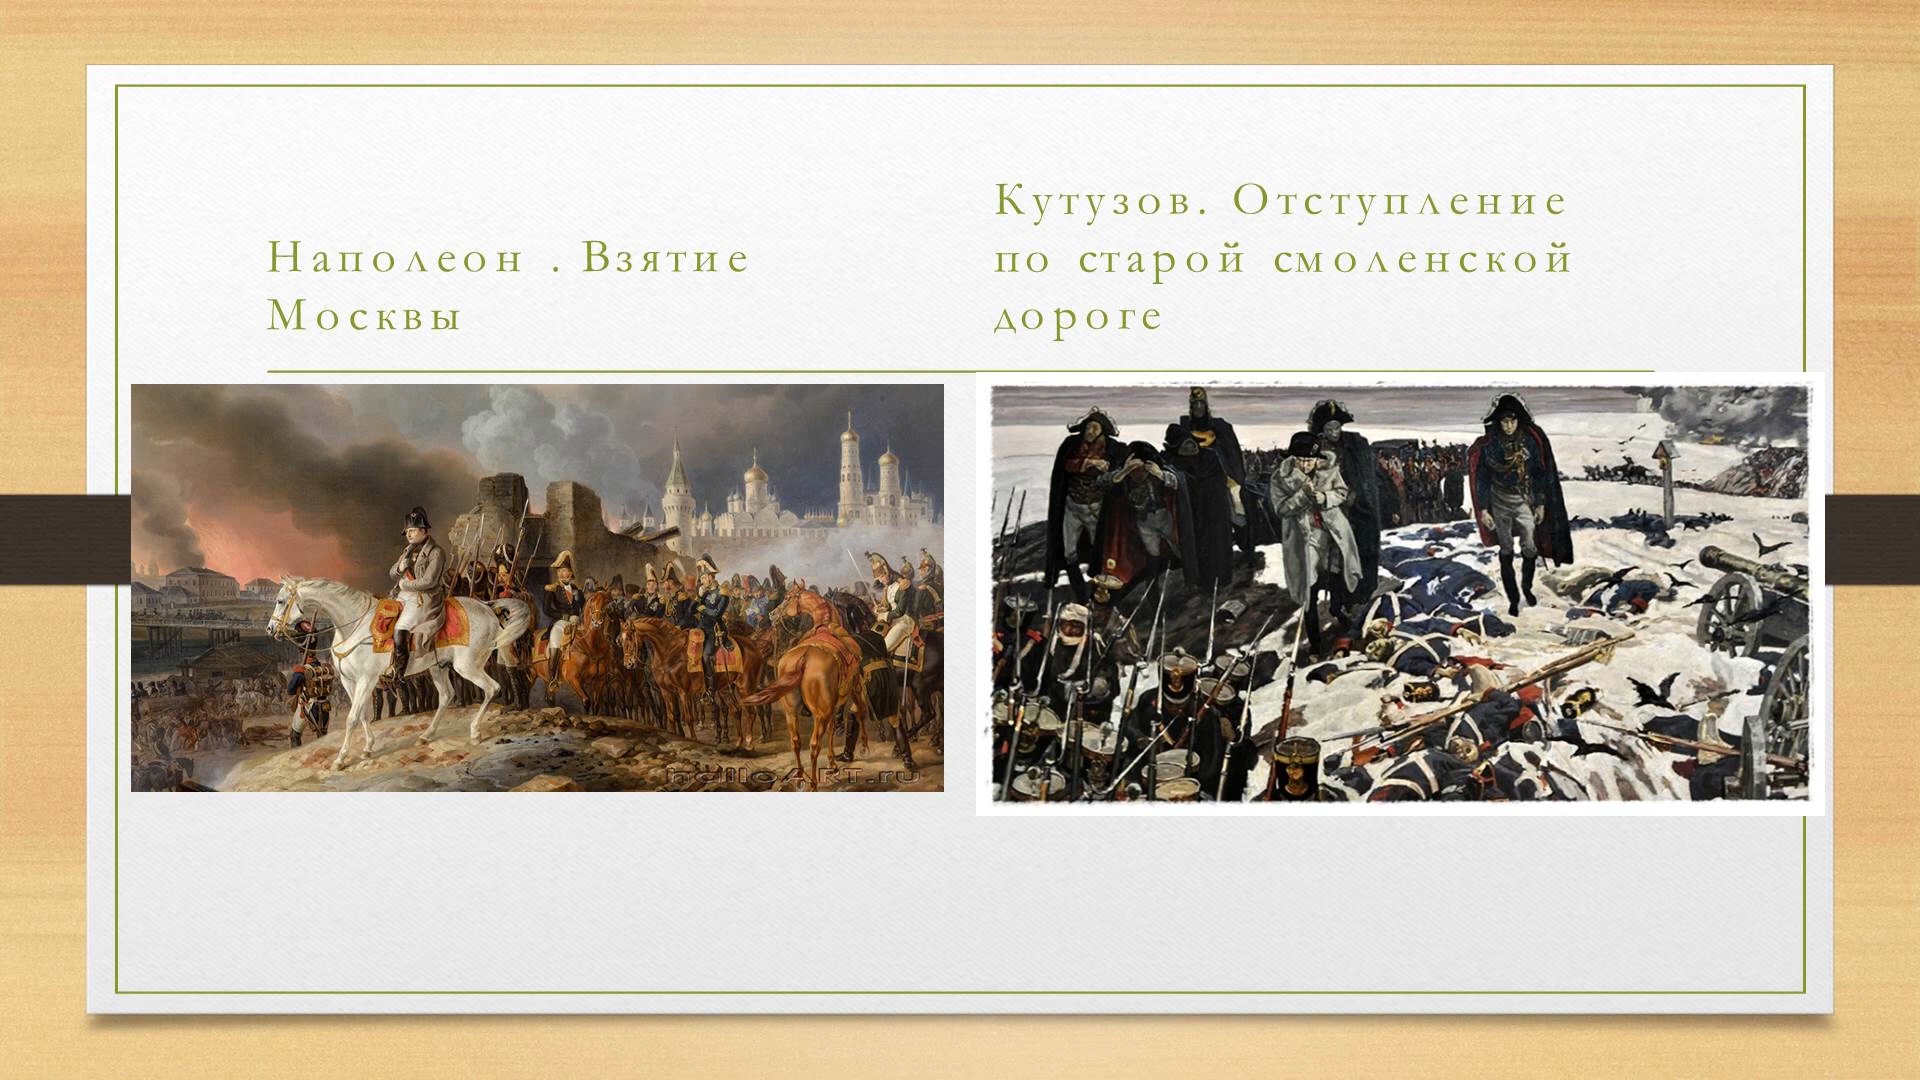 Наполеон . Взятие
Москвы
Кутузов. Отступление
по старой смоленской
дороге
helloART.ru